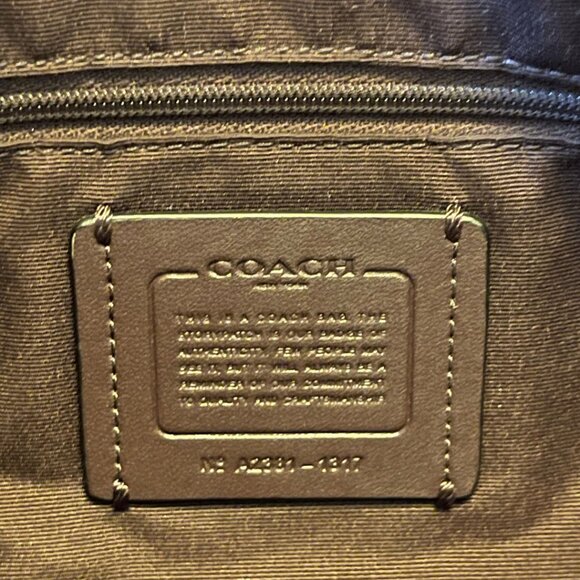 COACH
NEW YORK
THIS IS A COACH BAG. THE
STORYPATCH IS OUR BADGE OF
AUTHENTICITY. FEW PEOPLE MAY
SEE IT, BUT IT WILL ALWAYS BE A
REMINDER OF OUR COMMITMENT
TO QUALITY AND CRAFTSMANSHIP.
Nº A2381-1317